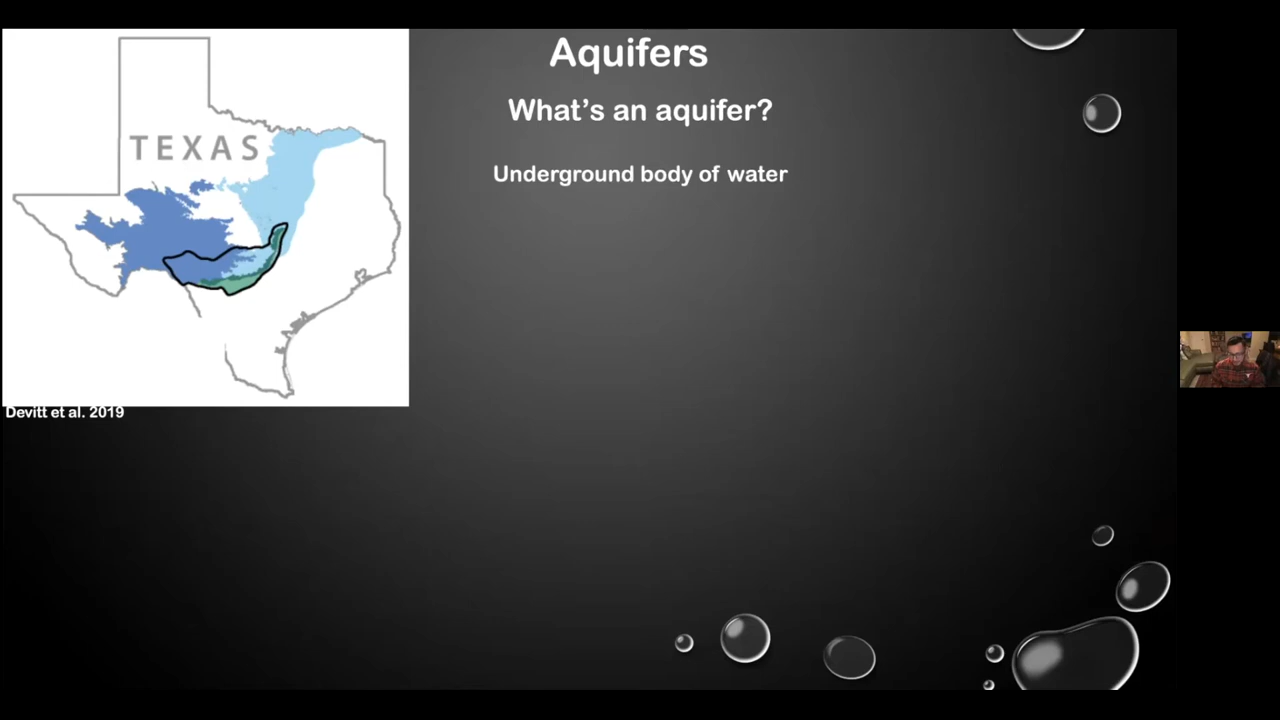 Aquifers
What's an aquifer?
TEXAS
Underground body of water
Devitt et al. 2019